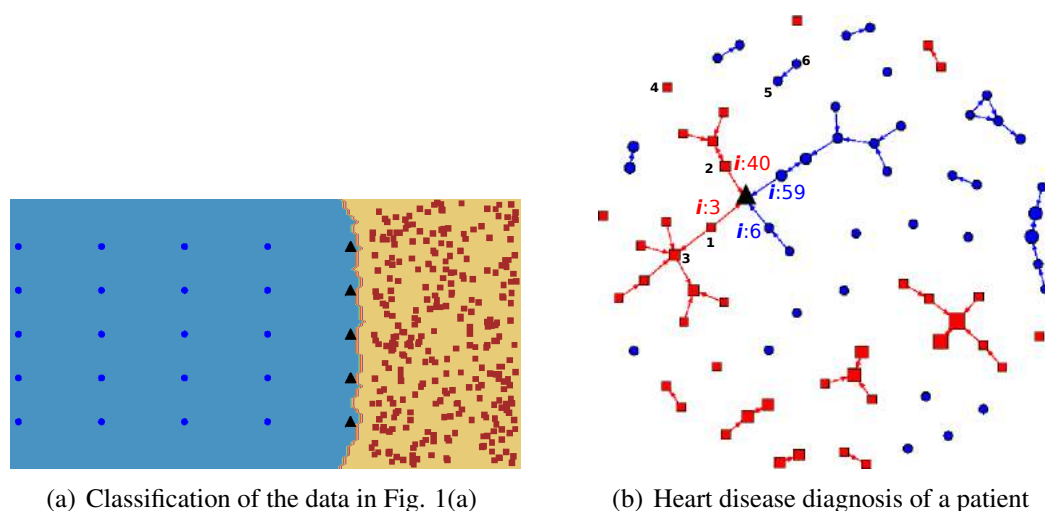 6
5
4
2
i:40
i:59
i:3
i:6
1
3
(a) Classification of the data in Fig. 1(a)
(b) Heart disease diagnosis of a patient